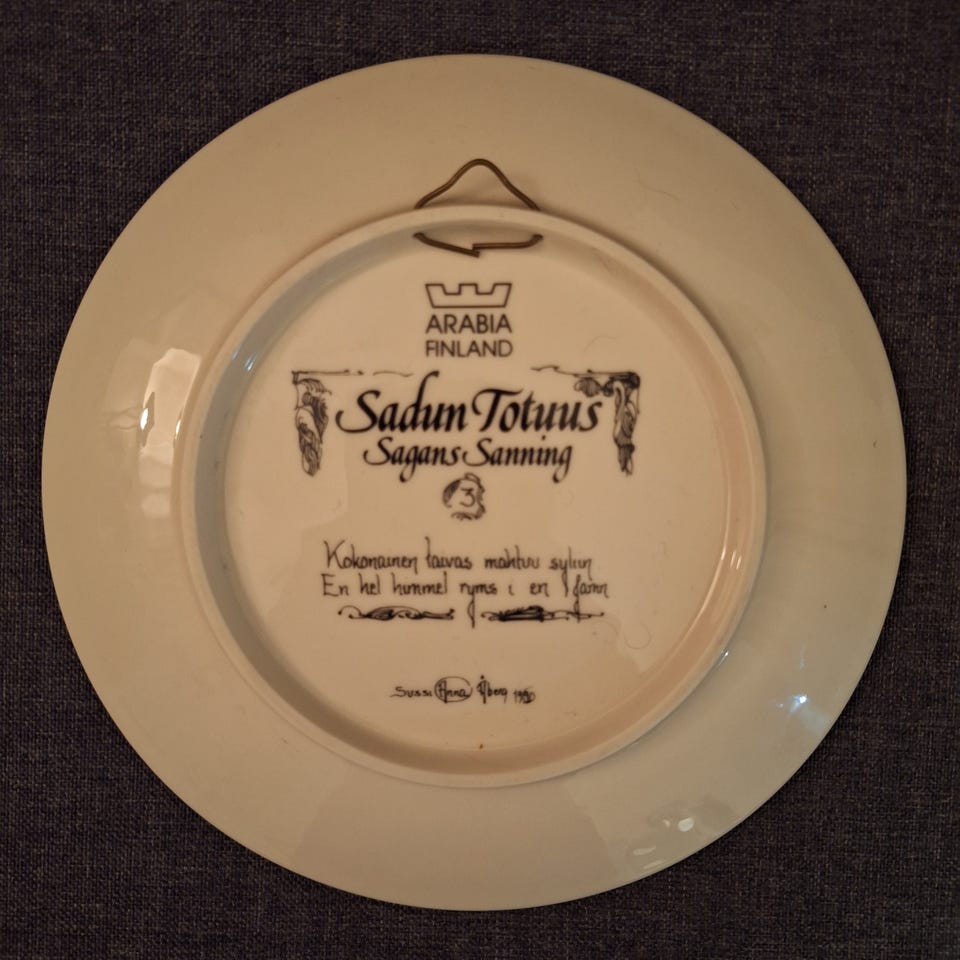 ARABIA
FINLAND
Sadun Totuus
Sagans Sanning
3
Kokonainen taivas mahtuu syliin
En hel himmel ryms i en famn
Sussi Anna Åberg